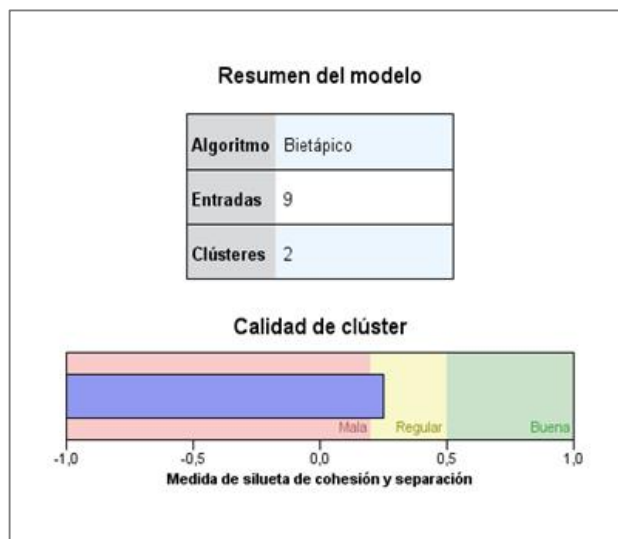 Resumen del modelo
Algoritmo Bietápico
Entradas 9
Clústeres 2
Calidad de clúster
Mala Regular Buena
-1,0 -0,5 0,0 0,5 1,0
Medida de silueta de cohesión y separación